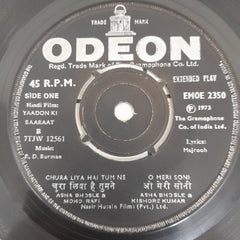 TRADE MARK
ODEON
Regd. Trade Mark of The Gramophone Co. Ltd.
45 R.P.M.
EXTENDED PLAY
SIDE ONE
EMOE 2350
Hindi Film:
YAADON KI
BAARAAT
B
7TJW 12561
Music:
R. D. Burman
℗ 1973
The Gramophone
Co. of India Ltd.
Lyrics:
Majrooh
CHURA LIYA HAI TUM NE
O MERI SONI
चुरा लिया है तुमने
ओ मेरी सोनी
ASHA BHOSLE &
MOHD. RAFI
ASHA BHOSLE &
KISHORE KUMAR
Nasir Husain Films (Pvt.) Ltd.